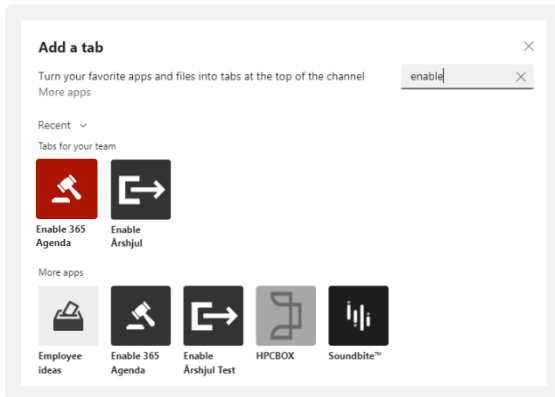 Add a tab
Turn your favorite apps and files into tabs at the top of the channel
enable
More apps
Recent
Tabs for your team
Enable 365
Agenda
Enable
Årshjul
More apps
Employee
ideas
Enable 365
Agenda
Enable
Årshjul Test
HPCBOX
Soundbite™